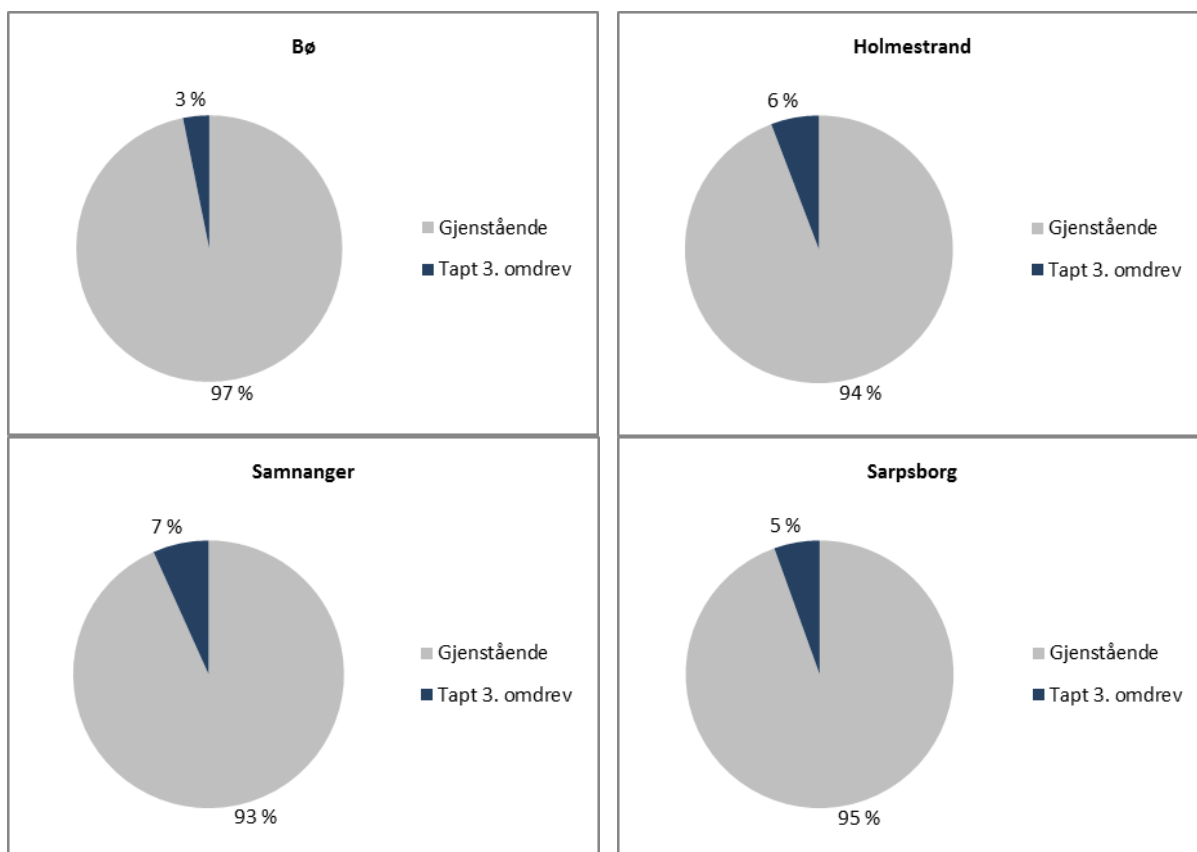 Bø
3 %
Gjenstående
Tapt 3. omdrev
97 %
Holmestrand
6 %
Gjenstående
Tapt 3. omdrev
94 %
Samnanger
7 %
Gjenstående
Tapt 3. omdrev
93 %
Sarpsborg
5 %
Gjenstående
Tapt 3. omdrev
95 %